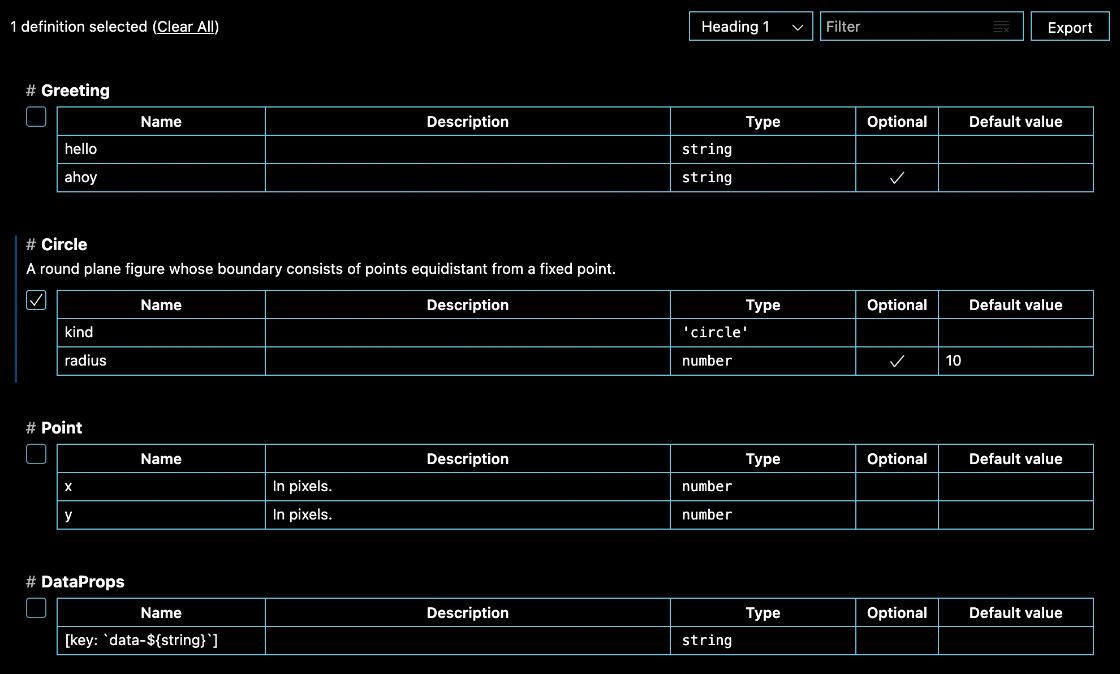 1 definition selected (Clear All)
Heading 1
Filter
Export
# Greeting
Name Description Type Optional Default value
hello string
ahoy string ✓
# Circle
A round plane figure whose boundary consists of points equidistant from a fixed point.
Name Description Type Optional Default value
kind 'circle'
radius number ✓ 10
# Point
Name Description Type Optional Default value
x In pixels. number
y In pixels. number
# DataProps
Name Description Type Optional Default value
[key: `data-${string}`] string